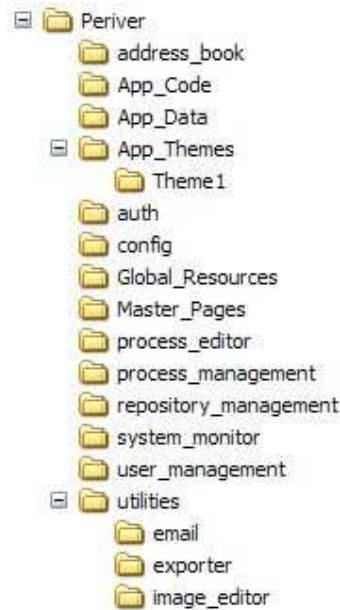 Periver
address_book
App_Code
App_Data
App_Themes
Theme1
auth
config
Global_Resources
Master_Pages
process_editor
process_management
repository_management
system_monitor
user_management
utilities
email
exporter
image_editor